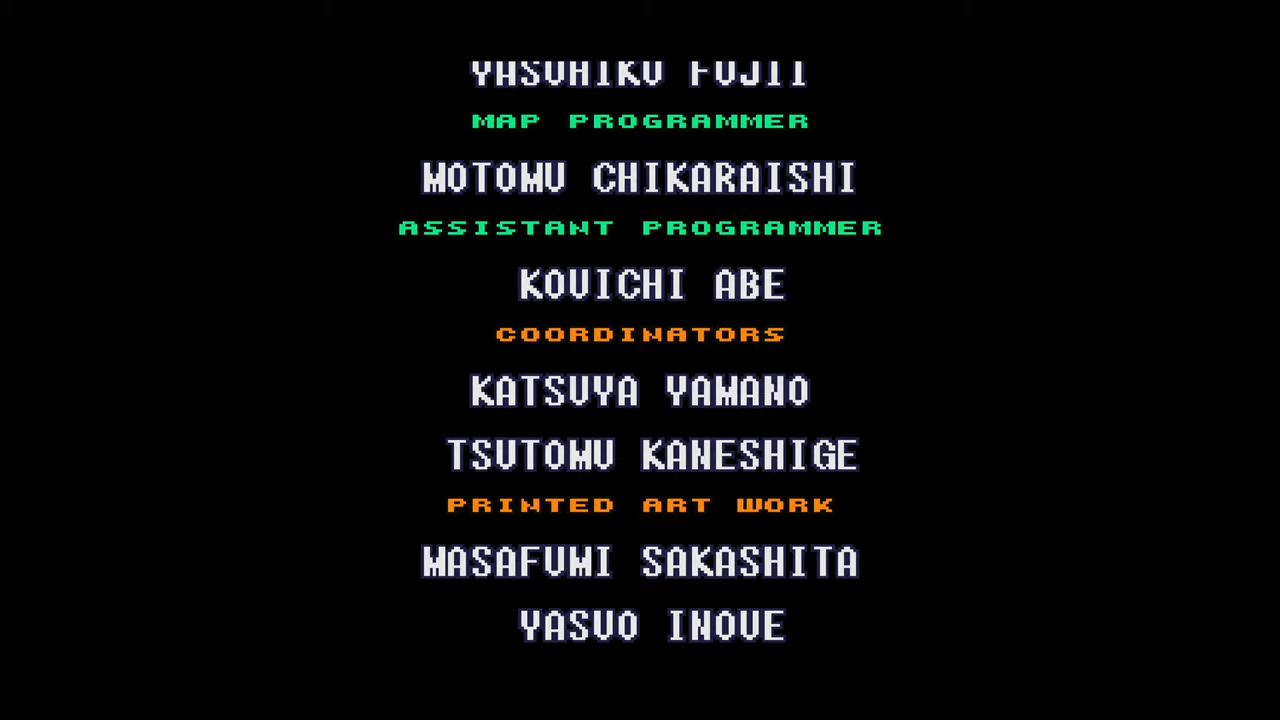 YASUHIKO FUJII
MAP PROGRAMMER
MOTOMU CHIKARAISHI
ASSISTANT PROGRAMMER
KOUICHI ABE
COORDINATORS
KATSUYA YAMANO
TSUTOMU KANESHIGE
PRINTED ART WORK
MASAFUMI SAKASHITA
YASUO INOUE